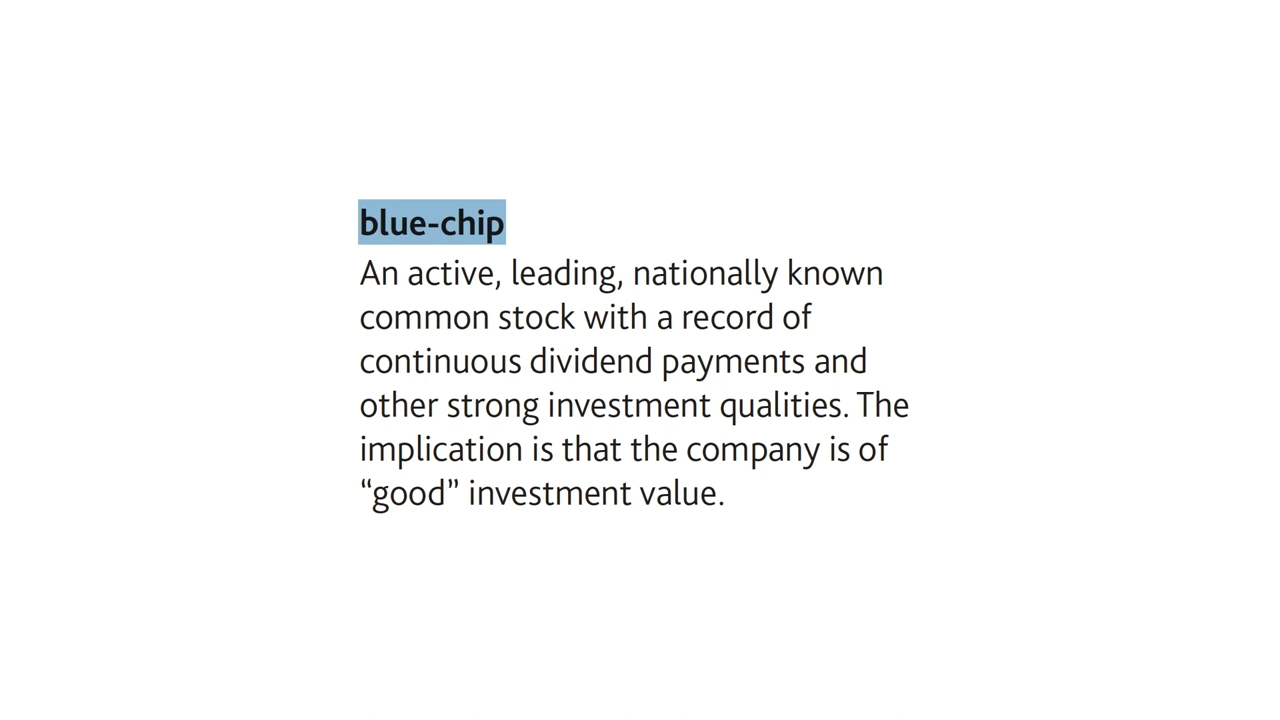 blue-chip
An active, leading, nationally known
common stock with a record of
continuous dividend payments and
other strong investment qualities. The
implication is that the company is of
“good” investment value.